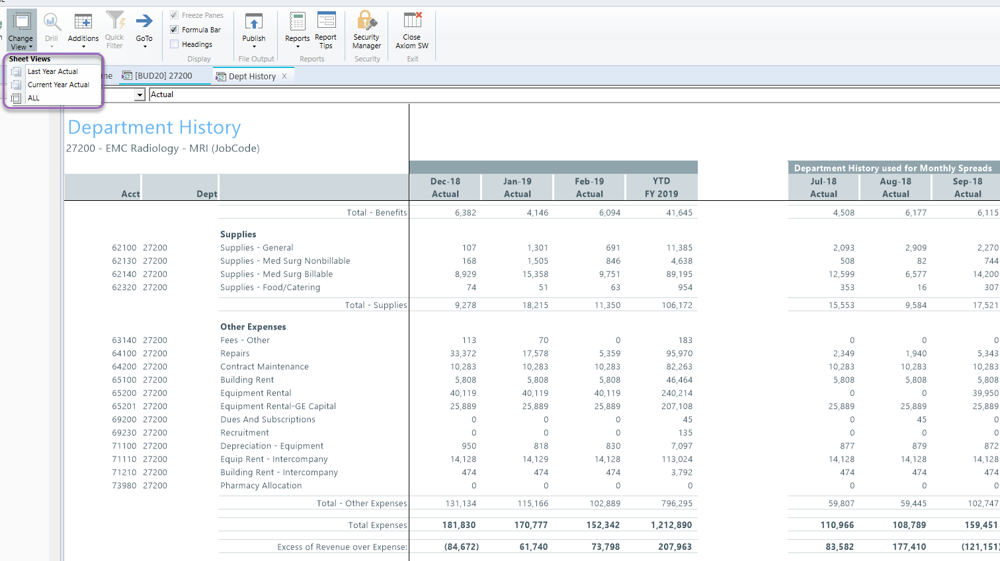 Change View
Drill
Additions
Quick Filter
GoTo
Freeze Panes
Formula Bar
Headings
Display
Publish
File Output
Reports
Report Tips
Reports
Security Manager
Security
Close Axiom SW
Exit
Sheet Views
Last Year Actual
Current Year Actual
ALL
me
[BUD20] 27200
Dept History X
Actual
Department History
27200 - EMC Radiology - MRI (JobCode)
Department History used for Monthly Spreads
Dec-18 Jan-19 Feb-19 YTD Jul-18 Aug-18 Sep-18
Acct Dept Actual Actual Actual FY 2019 Actual Actual Actual
Total - Benefits 6,382 4,146 6,094 41,645 4,508 6,177 6,115
Supplies
62100 27200 Supplies - General 107 1,301 691 11,385 2,093 2,909 2,270
62130 27200 Supplies - Med Surg Nonbillable 168 1,505 846 4,638 508 82 744
62140 27200 Supplies - Med Surg Billable 8,929 15,358 9,751 89,195 12,599 6,577 14,200
62320 27200 Supplies - Food/Catering 74 51 63 954 353 16 307
Total - Supplies 9,278 18,215 11,350 106,172 15,553 9,584 17,521
Other Expenses
63140 27200 Fees - Other 113 70 0 183 0 0 0
64100 27200 Repairs 33,372 17,578 5,359 95,970 2,349 1,940 5,343
64200 27200 Contract Maintenance 10,283 10,283 10,283 82,263 10,283 10,283 10,283
65100 27200 Building Rent 5,808 5,808 5,808 46,464 5,808 5,808 5,808
65200 27200 Equipment Rental 40,119 40,119 40,119 240,214 0 0 39,950
65201 27200 Equipment Rental-GE Capital 25,889 25,889 25,889 207,108 25,889 25,889 25,889
69200 27200 Dues And Subscriptions 0 0 0 45 0 45 0
69230 27200 Recruitment 0 0 0 135 0 0 0
71100 27200 Depreciation - Equipment 950 818 830 7,097 877 879 872
71110 27200 Equip Rent - Intercompany 14,128 14,129 14,128 113,024 14,128 14,128 14,128
71210 27200 Building Rent - Intercompany 474 474 474 3,792 474 474 474
73980 27200 Pharmacy Allocation 0 0 0 0 0 0 0
Total - Other Expenses 131,134 115,166 102,889 796,295 59,807 59,445 102,747
Total Expenses 181,830 170,777 152,342 1,212,890 110,966 108,789 159,451
Excess of Revenue over Expense: (84,672) 61,740 73,798 207,963 83,582 177,410 (121,151)